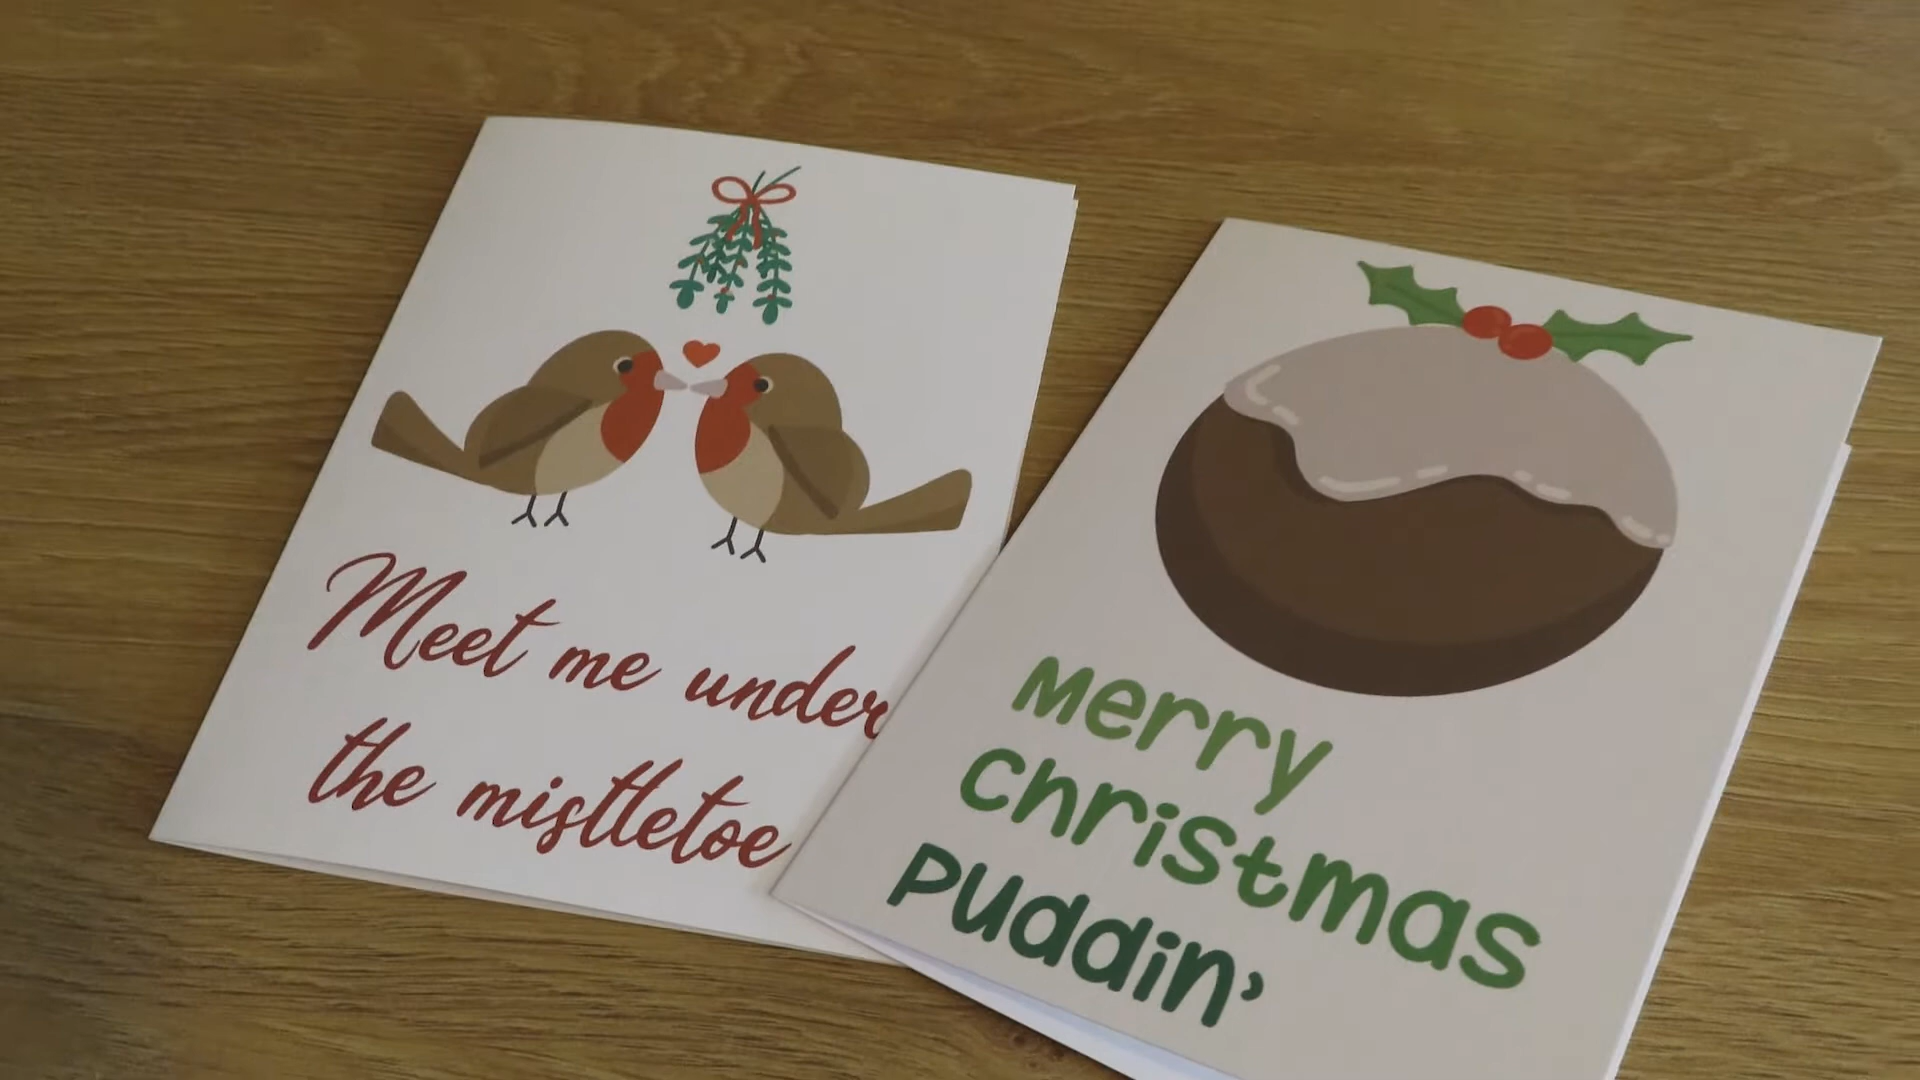 Meet me under
the mistletoe
Merry
Christmas
Puddin'